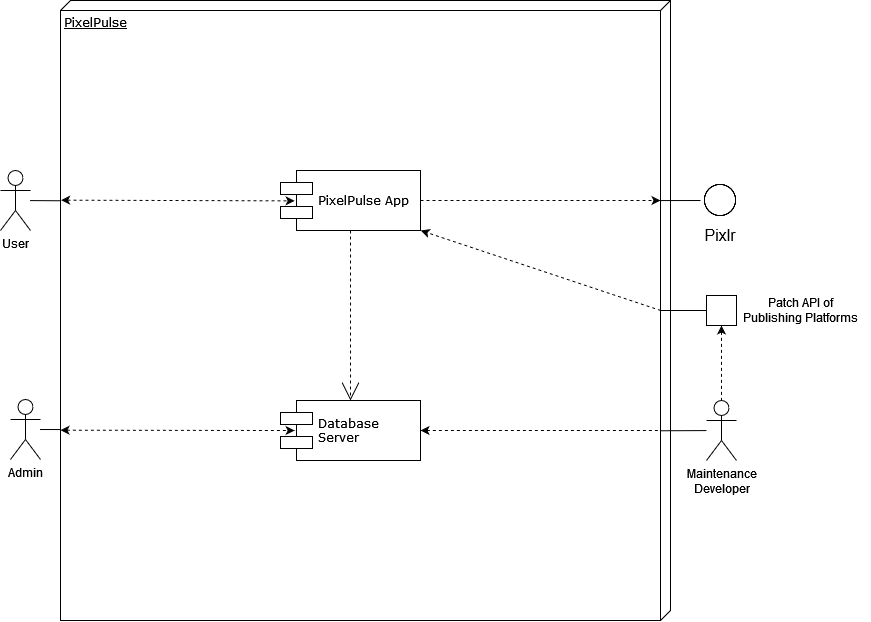 PixelPulse
PixelPulse App
User
Pixlr
Patch API of
Publishing Platforms
Database
Server
Admin
Maintenance
Developer